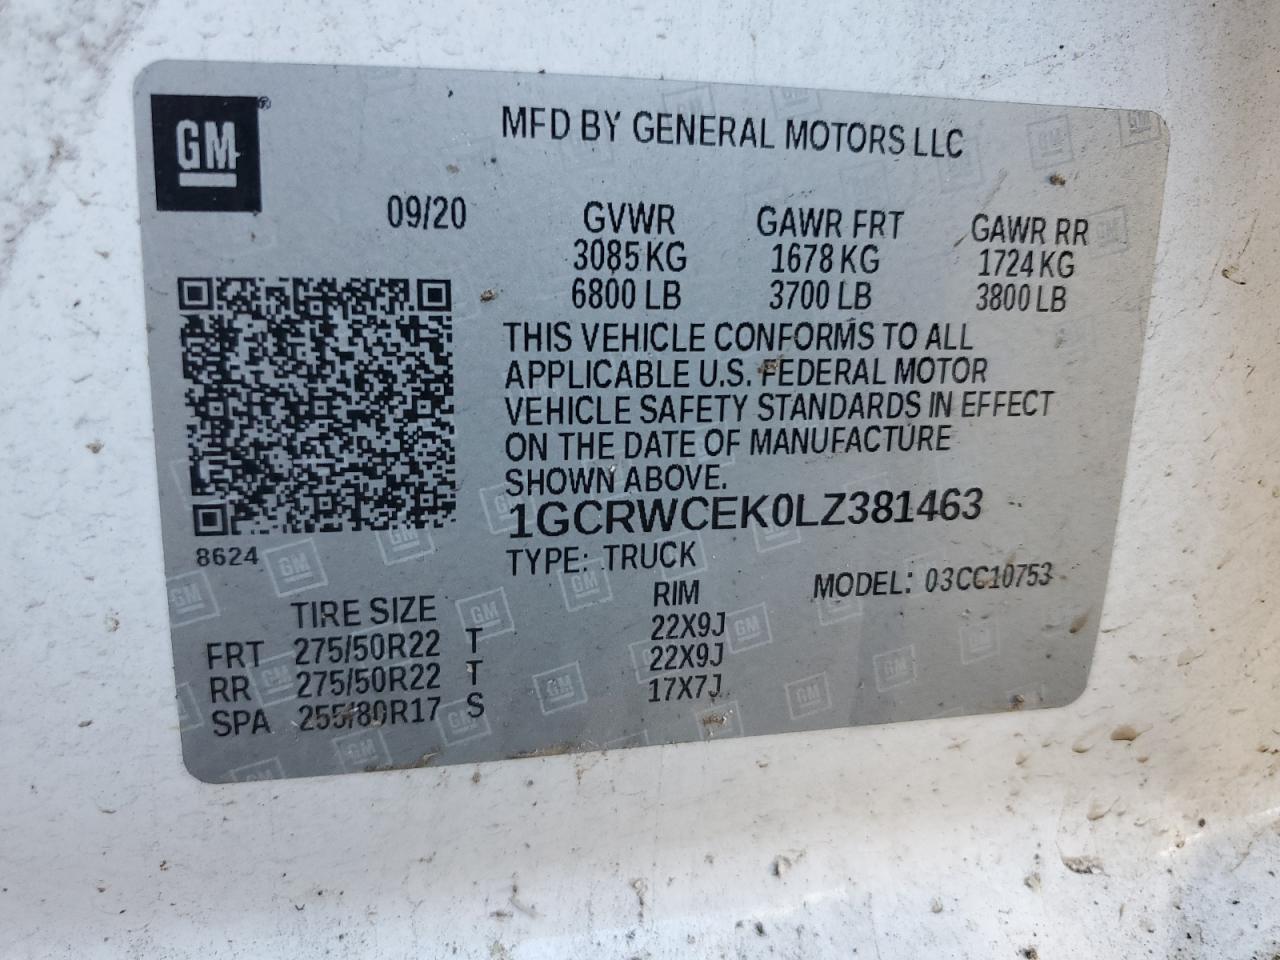 GM®
MFD BY GENERAL MOTORS LLC
09/20 GVWR GAWR FRT GAWR RR
3085 KG 1678 KG 1724 KG
6800 LB 3700 LB 3800 LB
THIS VEHICLE CONFORMS TO ALL
APPLICABLE U.S. FEDERAL MOTOR
VEHICLE SAFETY STANDARDS IN EFFECT
ON THE DATE OF MANUFACTURE
SHOWN ABOVE.
1GCRWCEK0LZ381463
8624
TYPE: TRUCK MODEL: 03CC10753
TIRE SIZE RIM
FRT 275/50R22 T 22X9J
RR 275/50R22 T 22X9J
SPA 255/80R17 S 17X7J